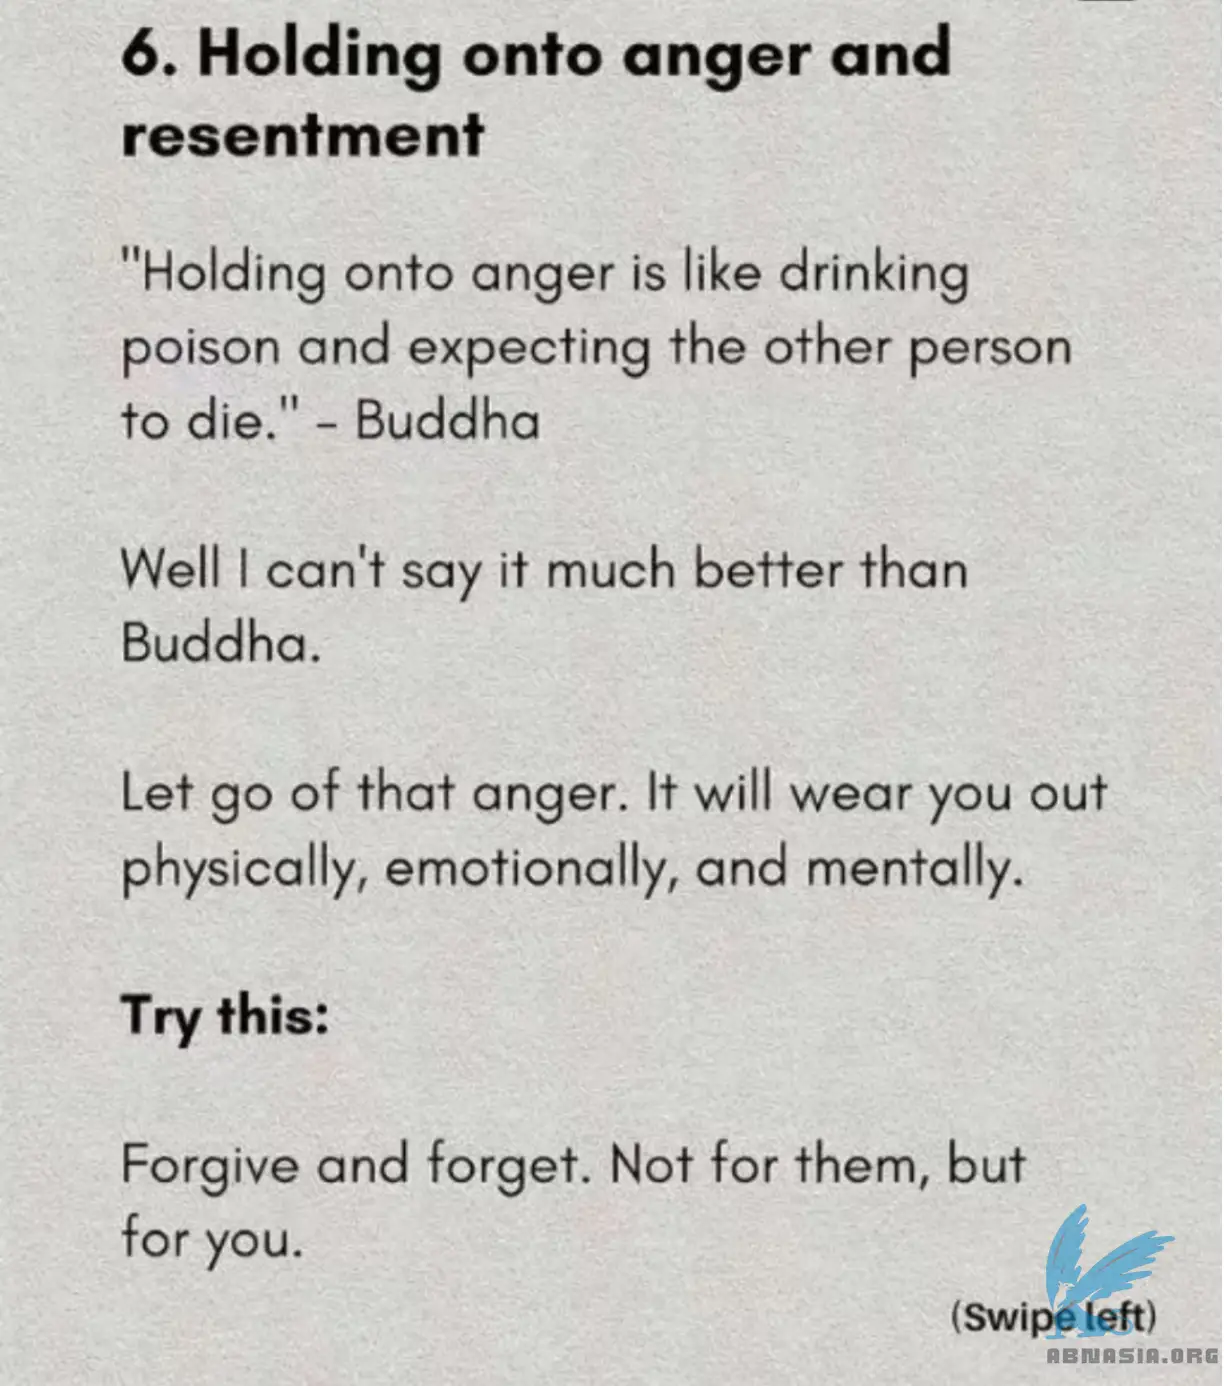 6. Holding onto anger and
resentment
"Holding onto anger is like drinking
poison and expecting the other person
to die." – Buddha
Well I can't say it much better than
Buddha.
Let go of that anger. It will wear you out
physically, emotionally, and mentally.
Try this:
Forgive and forget. Not for them, but
for you.
(Swipe left)
ABNASIA.ORG